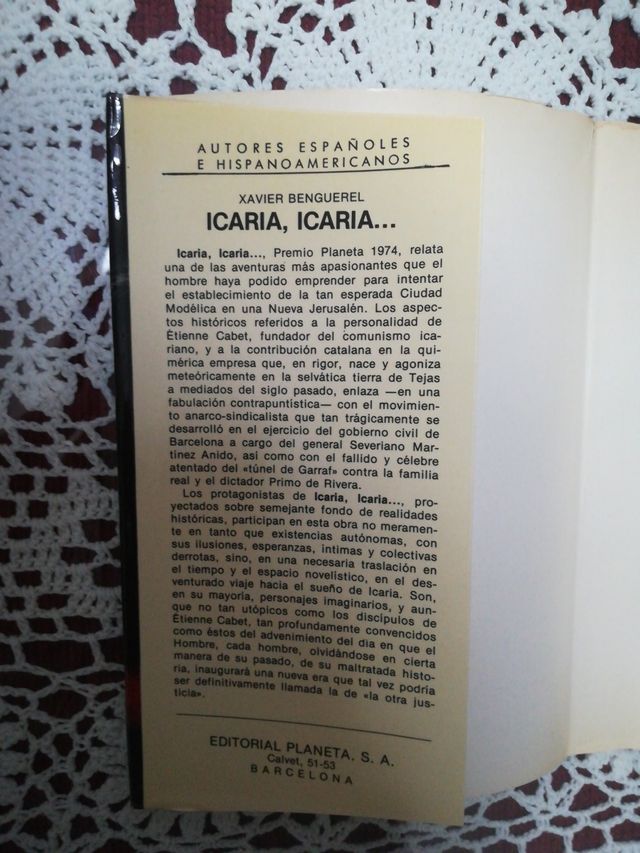 AUTORES ESPAÑOLES
E HISPANOAMERICANOS
XAVIER BENGUEREL
ICARIA, ICARIA...
Icaria, Icaria..., Premio Planeta 1974, relata
una de las aventuras más apasionantes que el
hombre haya podido emprender para intentar
el establecimiento de la tan esperada Ciudad
Modélica en una Nueva Jerusalén. Los aspec-
tos históricos referidos a la personalidad de
Étienne Cabet, fundador del comunismo ica-
riano, y a la contribución catalana en la qui-
mérica empresa que, en rigor, nace y agoniza
meteóricamente en la selvática tierra de Tejas
a mediados del siglo pasado, enlaza —en una
fabulación contrapuntística— con el movimien-
to anarco-sindicalista que tan trágicamente se
desarrolló en el ejercicio del gobierno civil de
Barcelona a cargo del general Severiano Mar-
tínez Anido, así como con el fallido y célebre
atentado del «túnel de Garraf» contra la familia
real y el dictador Primo de Rivera.
Los protagonistas de Icaria, Icaria..., pro-
yectados sobre semejante fondo de realidades
históricas, participan en esta obra no meramen-
te en tanto que existencias autónomas, con
sus ilusiones, esperanzas, íntimas y colectivas
derrotas, sino, en una necesaria traslación en
el tiempo y el espacio novelístico, en el des-
venturado viaje hacia el sueño de Icaria. Son,
en su mayoría, personajes imaginarios, y aun-
que no tan utópicos como los discípulos de
Étienne Cabet, tan profundamente convencidos
como éstos del advenimiento del día en que el
Hombre, cada hombre, olvidándose en cierta
manera de su pasado, de su maltratada histo-
ria, inaugurará una nueva era que tal vez podría
ser definitivamente llamada la de «la otra jus-
ticia».
EDITORIAL PLANETA, S. A.
Calvet, 51-53
BARCELONA